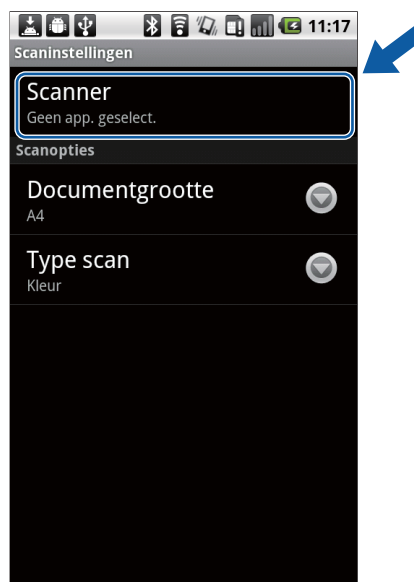 11:17
Scaninstellingen
Scanner
Geen app. geselect.
Scanopties
Documentgrootte
A4
Type scan
Kleur